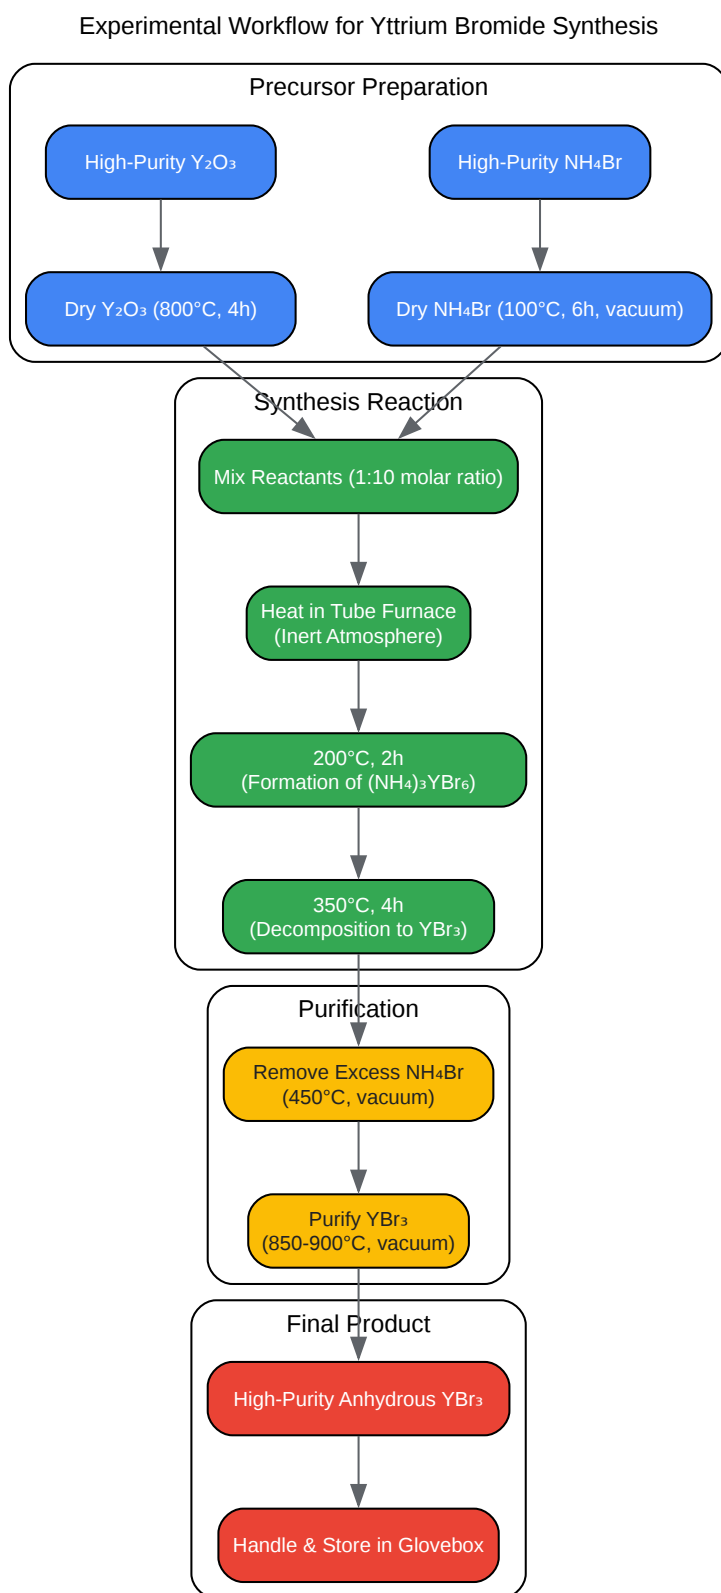 Experimental Workflow for Yttrium Bromide Synthesis
Precursor Preparation
High-Purity Y₂O₃
High-Purity NH₄Br
Dry Y₂O₃ (800°C, 4h)
Dry NH₄Br (100°C, 6h, vacuum)
Synthesis Reaction
Mix Reactants (1:10 molar ratio)
Heat in Tube Furnace
(Inert Atmosphere)
200°C, 2h
(Formation of (NH₄)₃YBr₆)
350°C, 4h
(Decomposition to YBr₃)
Purification
Remove Excess NH₄Br
(450°C, vacuum)
Purify YBr₃
(850-900°C, vacuum)
Final Product
High-Purity Anhydrous YBr₃
Handle & Store in Glovebox